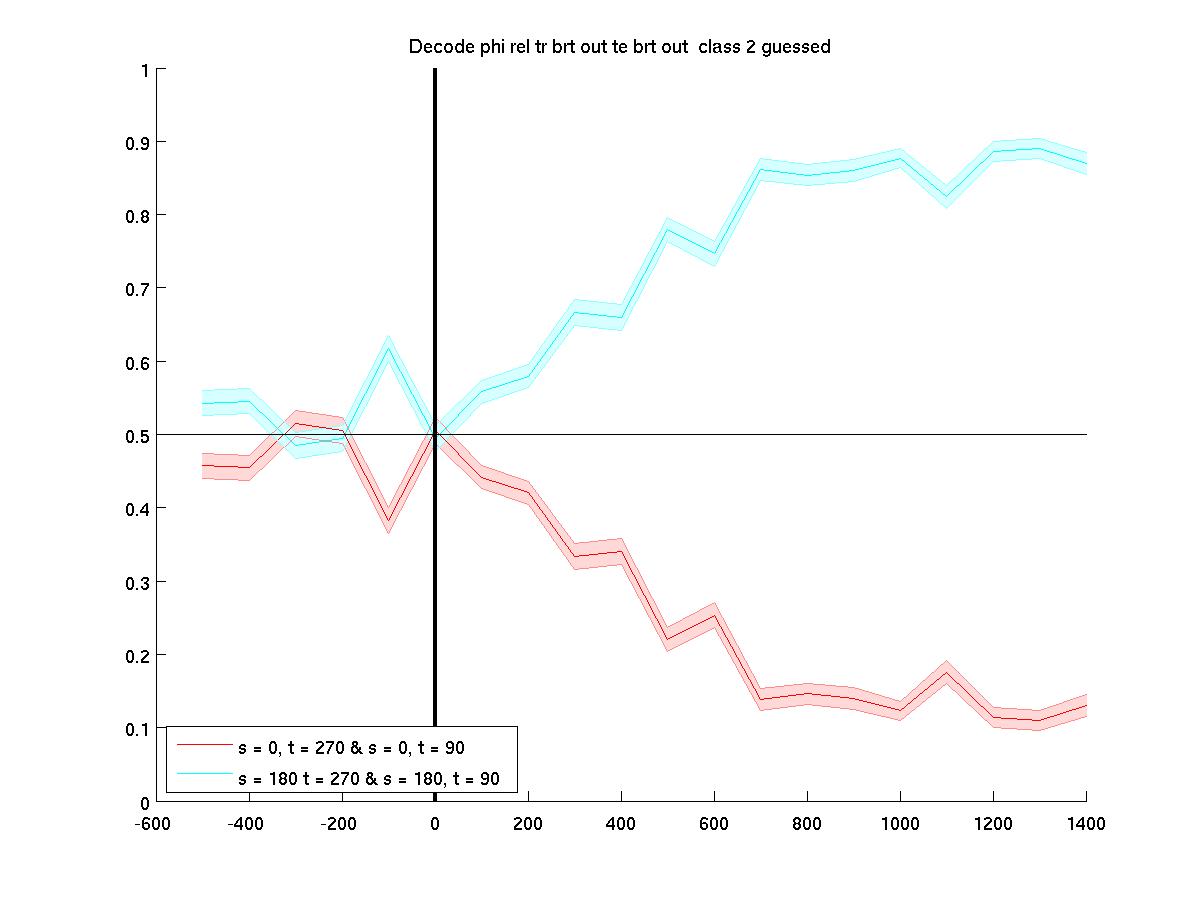 Decode phi rel tr brt out te brt out  class 2 guessed
1
0.9
0.8
0.7
0.6
0.5
0.4
0.3
0.2
0.1
0
s = 0, t = 270 & s = 0, t = 90
s = 180 t = 270 & s = 180, t = 90
-600 -400 -200 0 200 400 600 800 1000 1200 1400